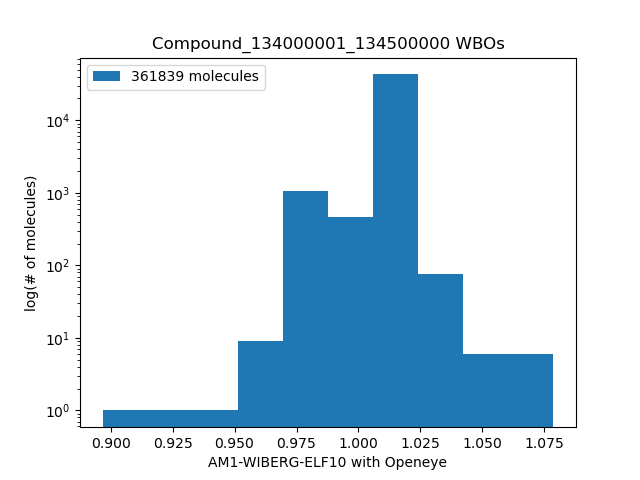 Compound_134000001_134500000 WBOs
361839 molecules
log(# of molecules)
10⁴
10³
10²
10¹
10⁰
0.900 0.925 0.950 0.975 1.000 1.025 1.050 1.075
AM1-WIBERG-ELF10 with Openeye